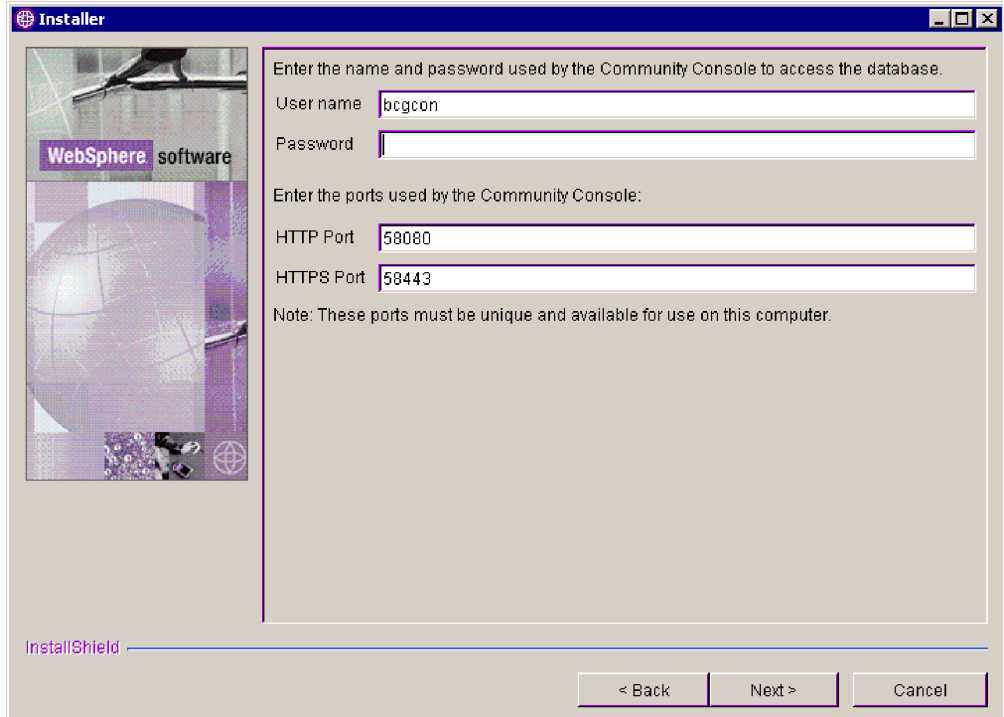 Installer
WebSphere software
Enter the name and password used by the Community Console to access the database.
User name bcgcon
Password
Enter the ports used by the Community Console:
HTTP Port 58080
HTTPS Port 58443
Note: These ports must be unique and available for use on this computer.
InstallShield
< Back Next > Cancel